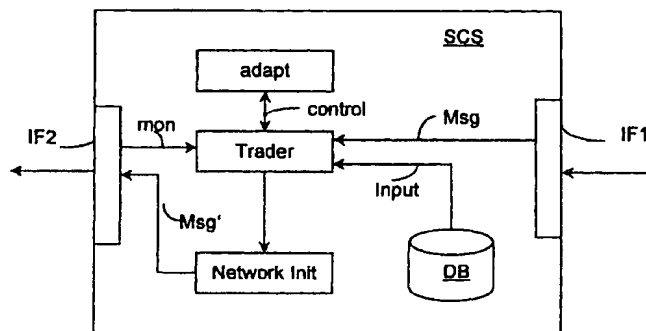 SCS
adapt
control
IF2
mon
Msg
IF1
Trader
Input
Msg'
Network Init
DB